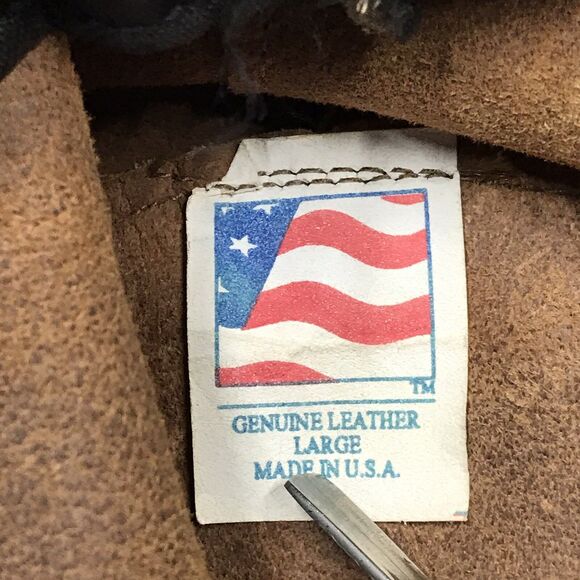 TM
GENUINE LEATHER
LARGE
MADE IN U.S.A.